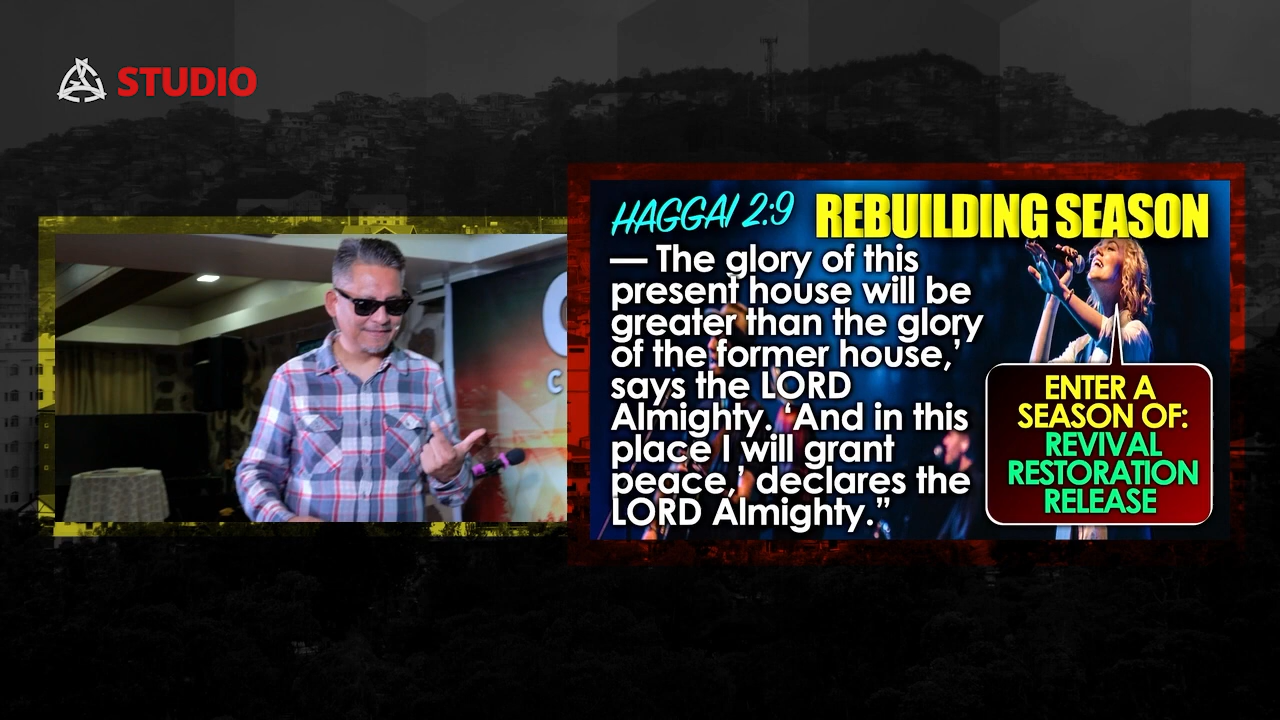 STUDIO
HAGGAI 2:9
REBUILDING SEASON
— The glory of this
present house will be
greater than the glory
of the former house,’
says the LORD
Almighty. ‘And in this
place I will grant
peace,’ declares the
LORD Almighty.”
ENTER A
SEASON OF:
REVIVAL
RESTORATION
RELEASE